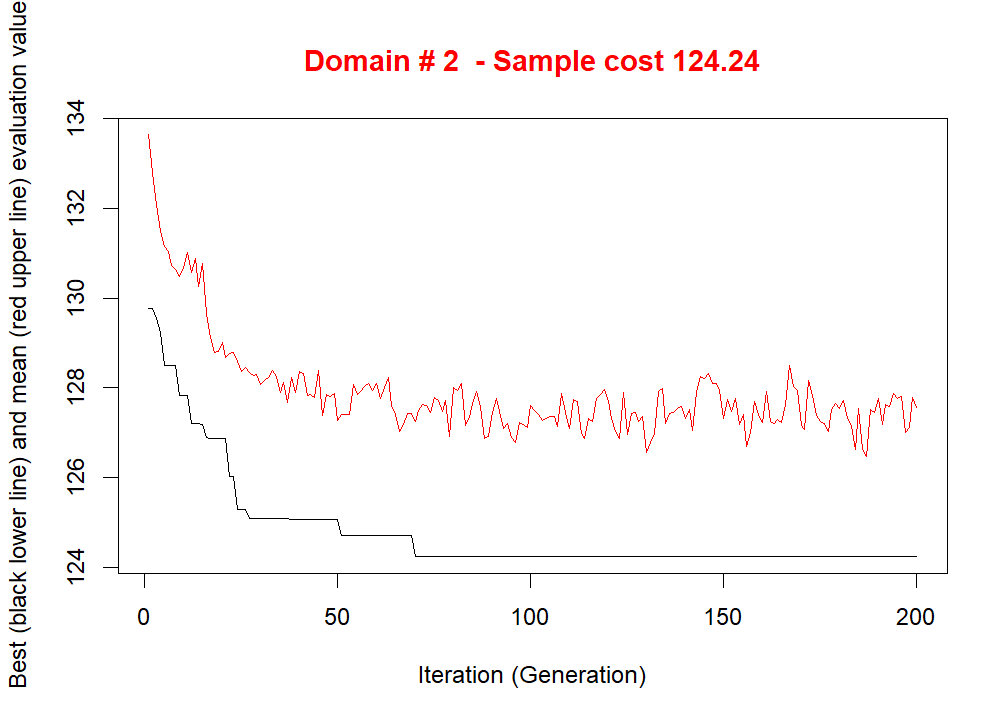 Domain # 2  - Sample cost 124.24
Best (black lower line) and mean (red upper line) evaluation value
134
132
130
128
126
124
0 50 100 150 200
Iteration (Generation)